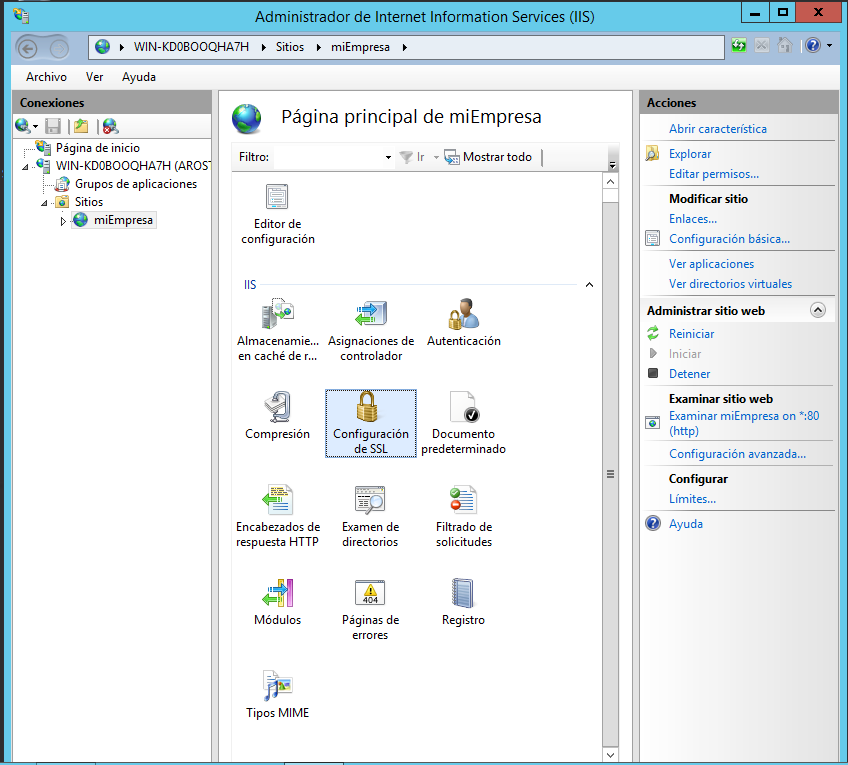 Administrador de Internet Information Services (IIS)
WIN-KD0BOOQHA7H
Sitios
miEmpresa
Archivo
Ver
Ayuda
Conexiones
Página de inicio
WIN-KD0BOOQHA7H (AROST
Grupos de aplicaciones
Sitios
miEmpresa
Página principal de miEmpresa
Filtro:
Ir
Mostrar todo
Editor de
configuración
IIS
Almacenamie...
en caché de r...
Asignaciones de
controlador
Autenticación
Compresión
Configuración
de SSL
Documento
predeterminado
Encabezados de
respuesta HTTP
Examen de
directorios
Filtrado de
solicitudes
Módulos
404
Páginas de
errores
Registro
Tipos MIME
Acciones
Abrir característica
Explorar
Editar permisos...
Modificar sitio
Enlaces...
Configuración básica...
Ver aplicaciones
Ver directorios virtuales
Administrar sitio web
Reiniciar
Iniciar
Detener
Examinar sitio web
Examinar miEmpresa on *:80
(http)
Configuración avanzada...
Configurar
Límites...
Ayuda